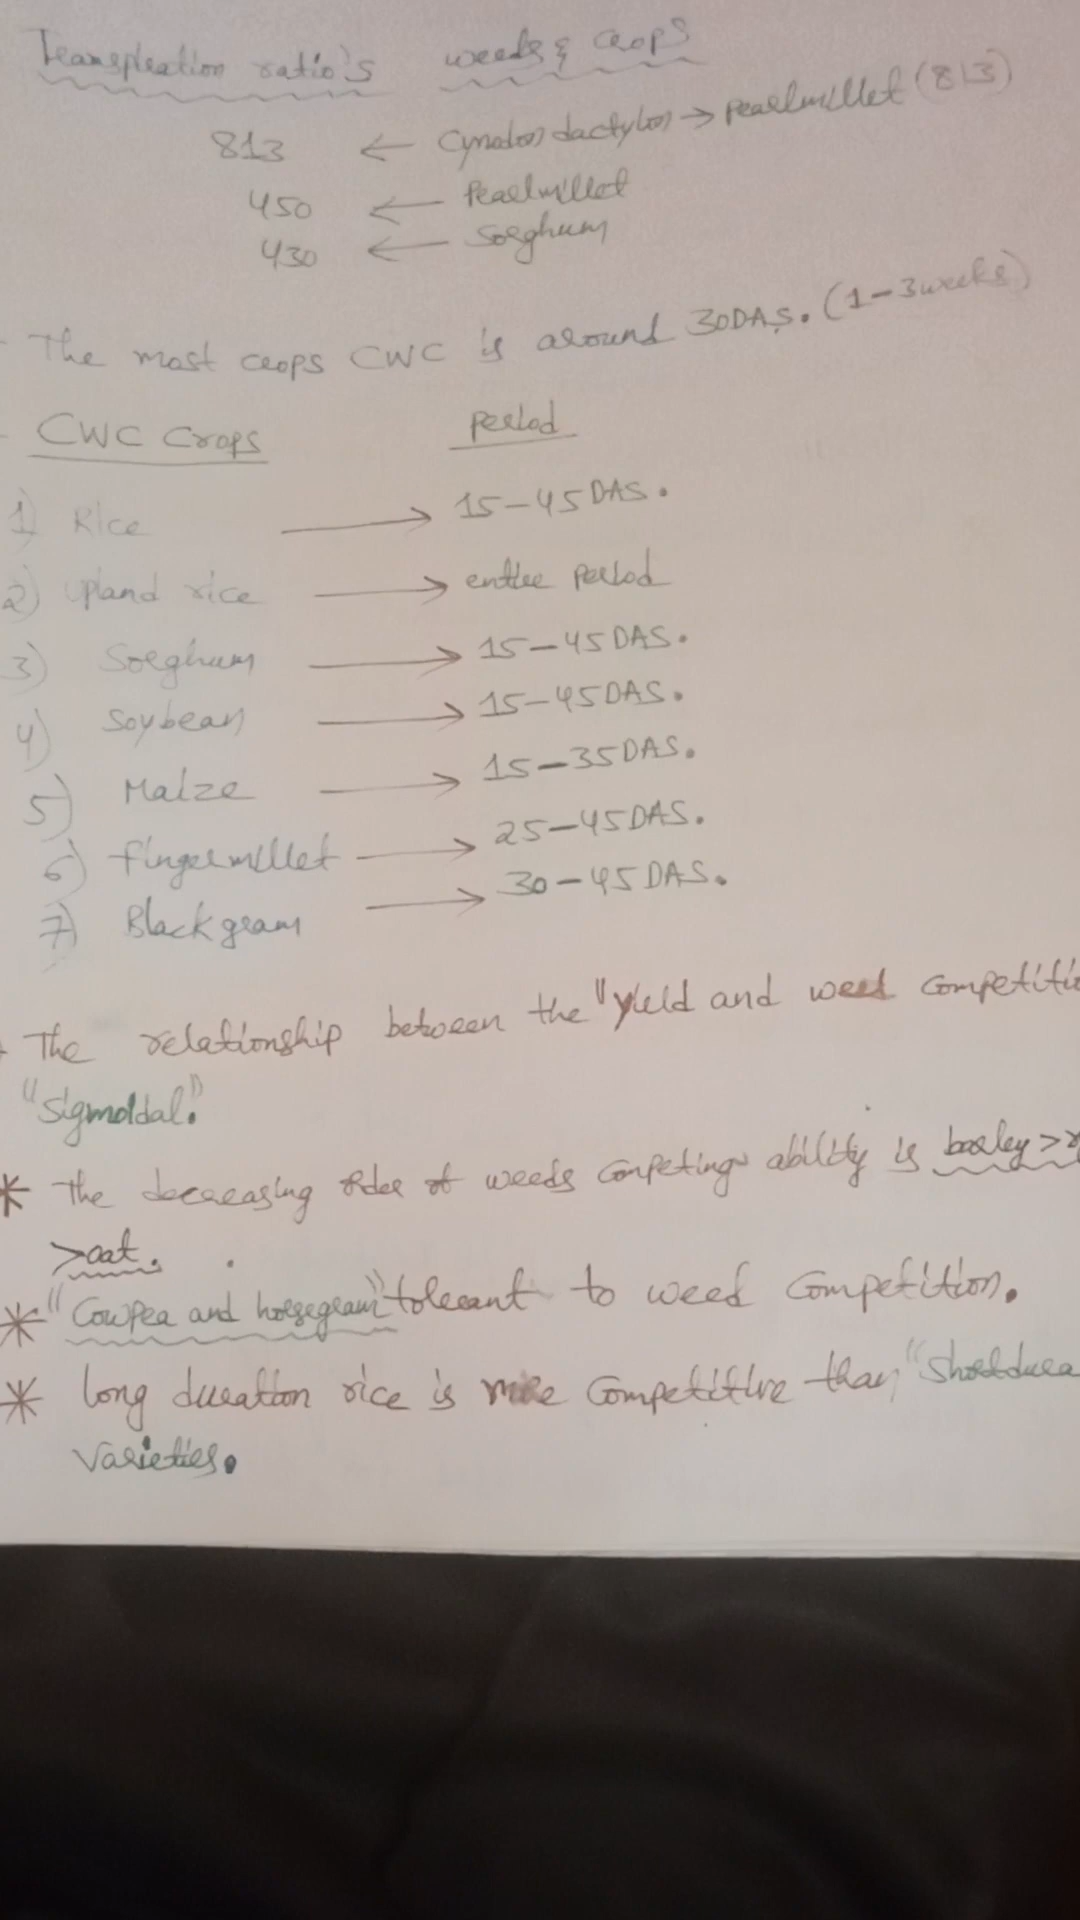 Transpiration ratio's weeds & crops
813 ← Cynodon dactylon → pearlmillet (813)
450 ← Pearlmillet
430 ← Sorghum
The most crops CWC is around 30DAS. (1-3weeks)
CWC Crops Period
1) Rice → 15-45 DAS.
2) upland rice → entire period
3) Sorghum → 15-45 DAS.
4) Soybean → 15-45 DAS.
5) Maize → 15-35 DAS.
6) fingermillet → 25-45 DAS.
7) Blackgram → 30-45 DAS.
The relationship between the "yield and weed Competitio
"Sigmoidal."
* The decreasing order of weeds Competing ability is barley >
>oat.
* "Cowpea and horsegram" tolerant to weed Competition.
* long duration rice is more Competitive than "Shortdura
Varieties.